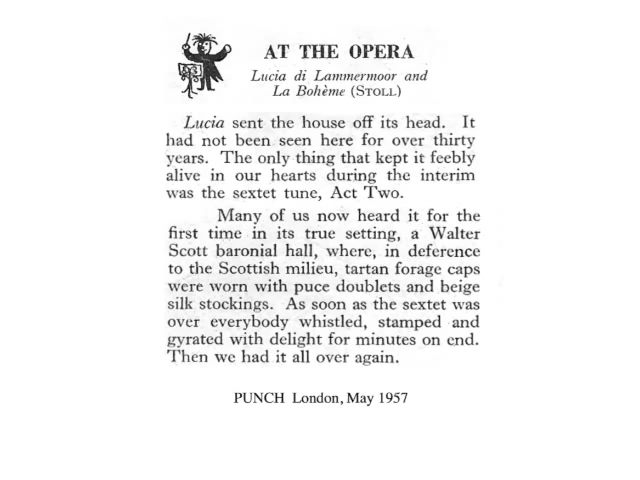 AT THE OPERA
Lucia di Lammermoor and
La Bohème (STOLL)
Lucia sent the house off its head. It
had not been seen here for over thirty
years. The only thing that kept it feebly
alive in our hearts during the interim
was the sextet tune, Act Two.
Many of us now heard it for the
first time in its true setting, a Walter
Scott baronial hall, where, in deference
to the Scottish milieu, tartan forage caps
were worn with puce doublets and beige
silk stockings. As soon as the sextet was
over everybody whistled, stamped and
gyrated with delight for minutes on end.
Then we had it all over again.
PUNCH London, May 1957